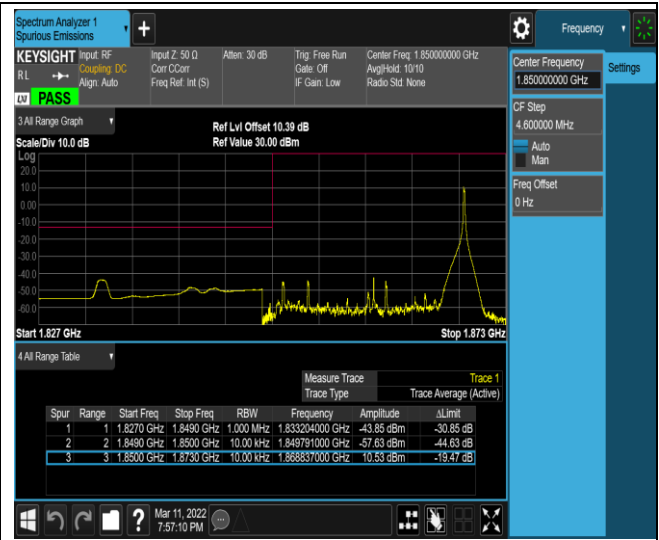 Spectrum Analyzer 1
Spurious Emissions
+
Frequency
KEYSIGHT Input: RF Input Z: 50 Ω Atten: 30 dB Trig: Free Run Center Freq: 1.850000000 GHz
RL Coupling: DC Corr CCorr Gate: Off Avg|Hold: 10/10
Align: Auto Freq Ref: Int (S) IF Gain: Low Radio Std: None
LXI PASS
Center Frequency
1.850000000 GHz
Settings
CF Step
4.600000 MHz
Auto
Man
Freq Offset
0 Hz
3 All Range Graph
Ref Lvl Offset 10.39 dB
Scale/Div 10.0 dB Ref Value 30.00 dBm
Log
20.0
10.0
0.00
-10.0
-20.0
-30.0
-40.0
-50.0
-60.0
Start 1.827 GHz Stop 1.873 GHz
4 All Range Table
Measure Trace Trace 1
Trace Type Trace Average (Active)
Spur Range Start Freq Stop Freq RBW Frequency Amplitude ΔLimit
1 1 1.8270 GHz 1.8490 GHz 1.000 MHz 1.833204000 GHz -43.85 dBm -30.85 dB
2 2 1.8490 GHz 1.8500 GHz 10.00 kHz 1.849791000 GHz -57.63 dBm -44.63 dB
3 3 1.8500 GHz 1.8730 GHz 10.00 kHz 1.868837000 GHz 10.53 dBm -19.47 dB
? Mar 11, 2022
7:57:10 PM